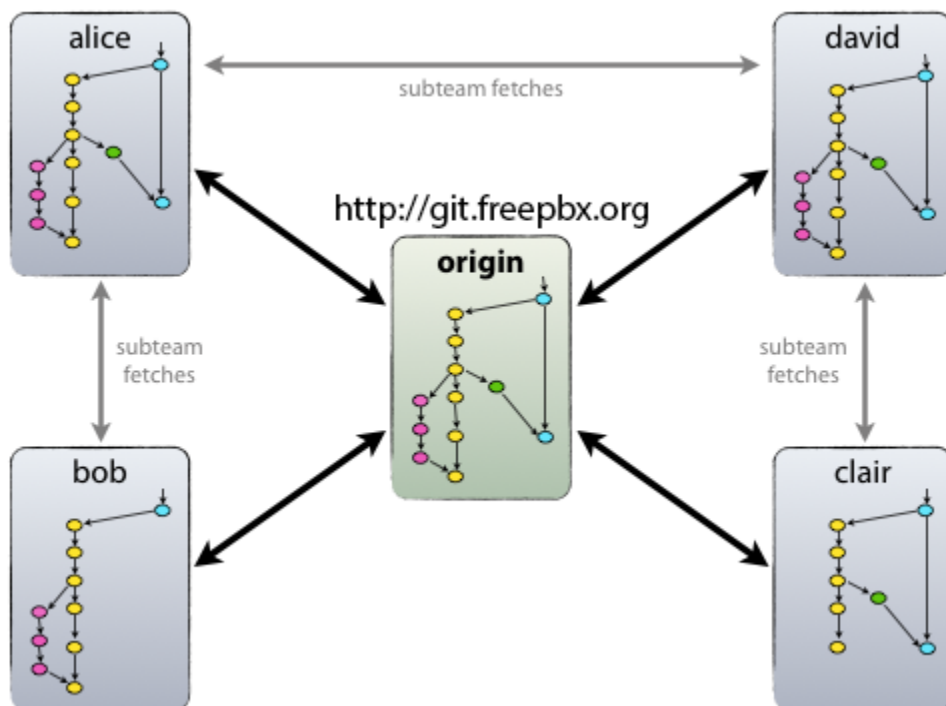 alice
david
subteam fetches
http://git.freepbx.org
origin
subteam
fetches
subteam
fetches
bob
clair